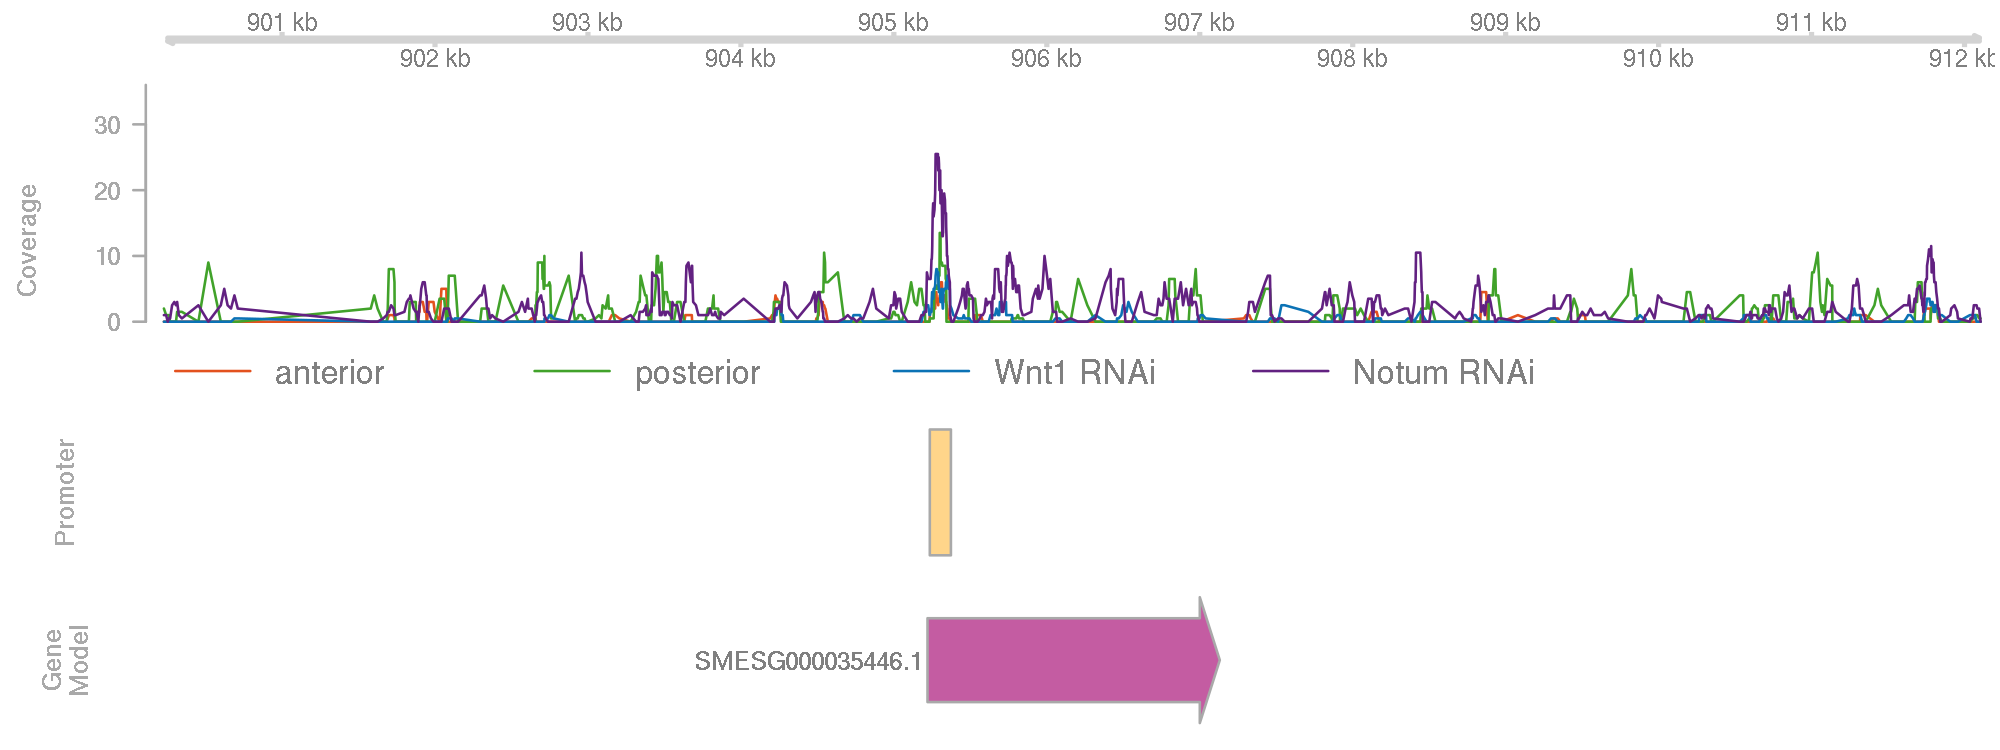 901 kb 903 kb 905 kb 907 kb 909 kb 911 kb
902 kb 904 kb 906 kb 908 kb 910 kb 912 kb
Coverage
30
20
10
0
anterior posterior Wnt1 RNAi Notum RNAi
Promoter
0
Gene
Model
SMESG000035446.1